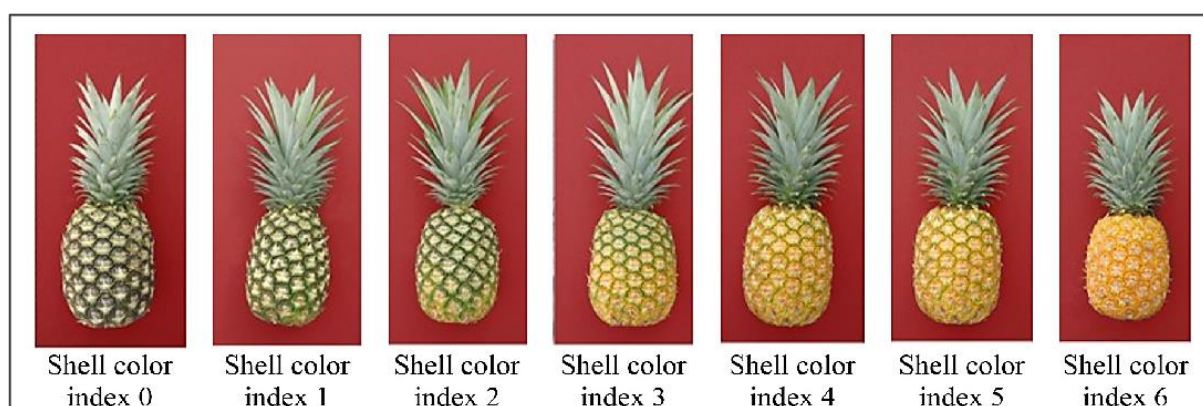 Shell color index 0
Shell color index 1
Shell color index 2
Shell color index 3
Shell color index 4
Shell color index 5
Shell color index 6